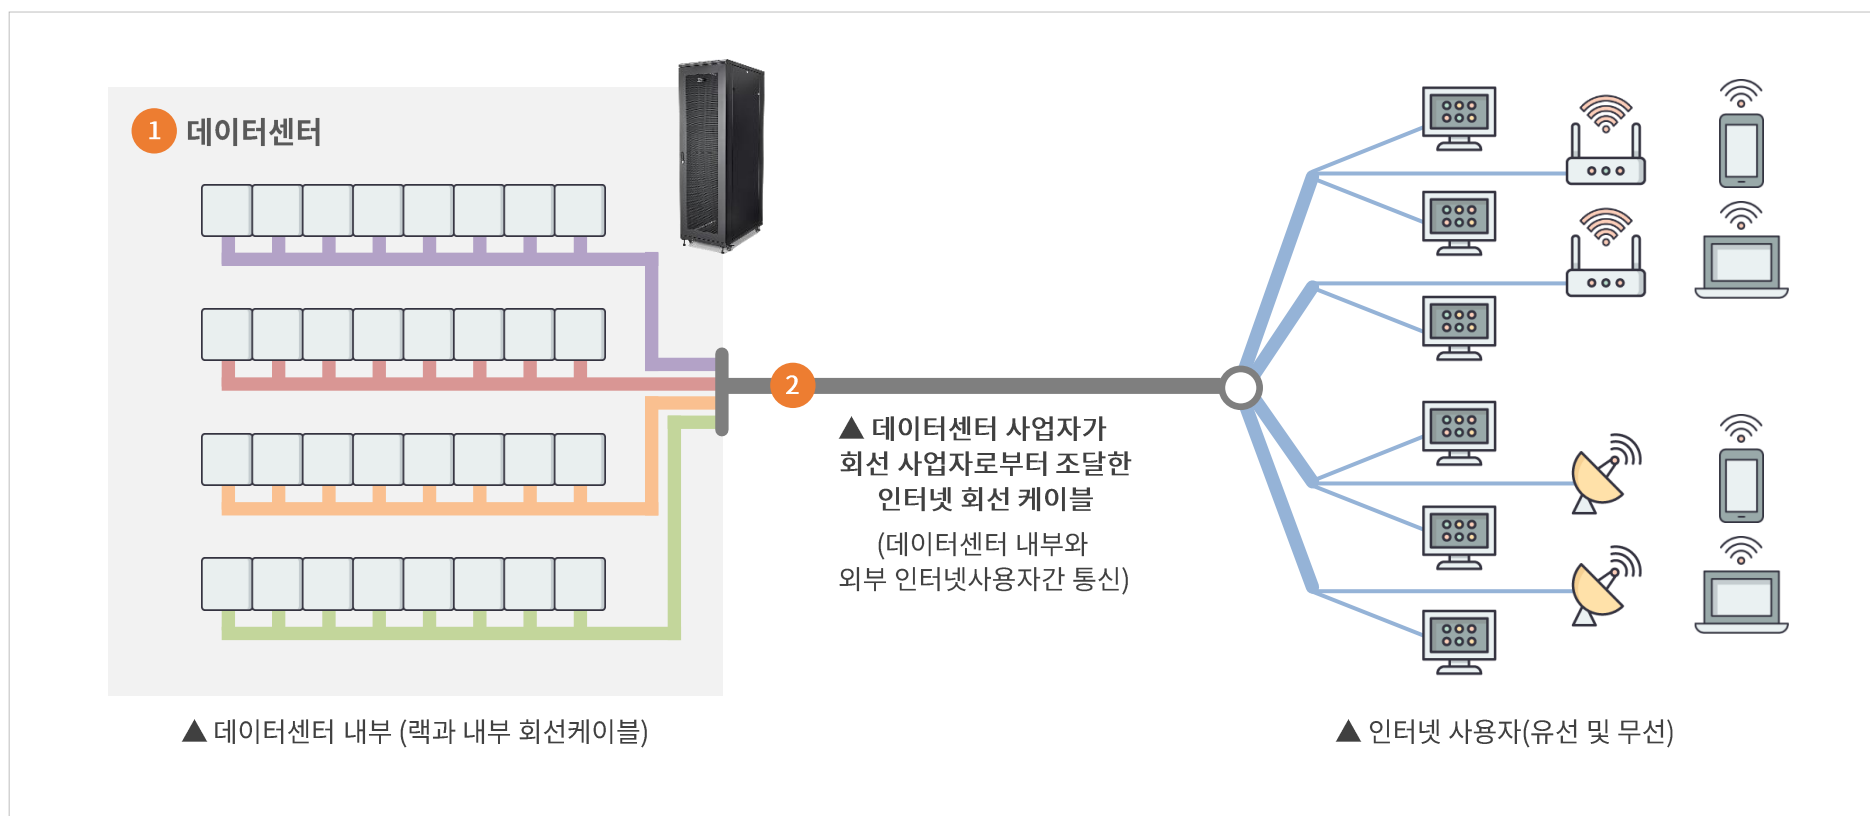 1 데이터센터
2
▲ 데이터센터 사업자가
회선 사업자로부터 조달한
인터넷 회선 케이블
(데이터센터 내부와
외부 인터넷사용자간 통신)
▲ 데이터센터 내부 (랙과 내부 회선케이블)
▲ 인터넷 사용자(유선 및 무선)